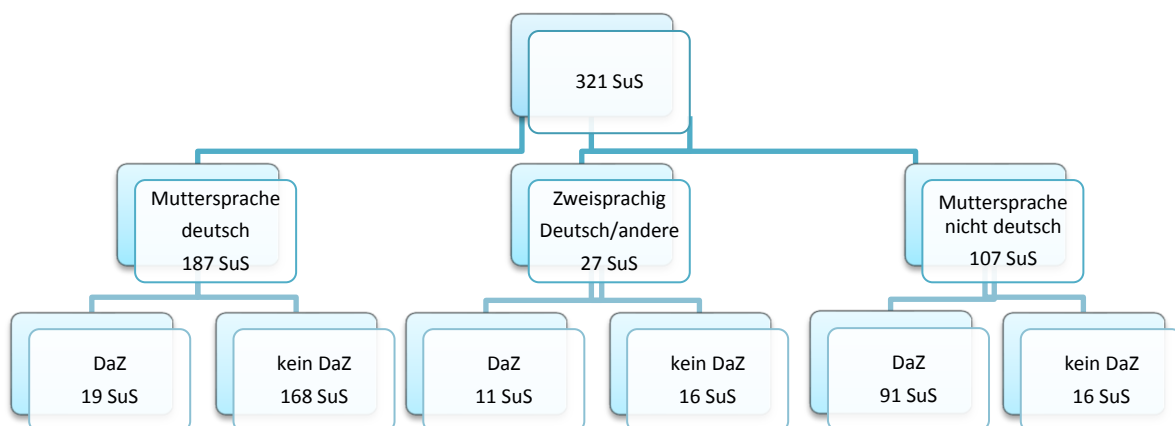 321 SuS
Muttersprache
deutsch
187 SuS
Zweisprachig
Deutsch/andere
27 SuS
Muttersprache
nicht deutsch
107 SuS
DaZ
19 SuS
kein DaZ
168 SuS
DaZ
11 SuS
kein DaZ
16 SuS
DaZ
91 SuS
kein DaZ
16 SuS